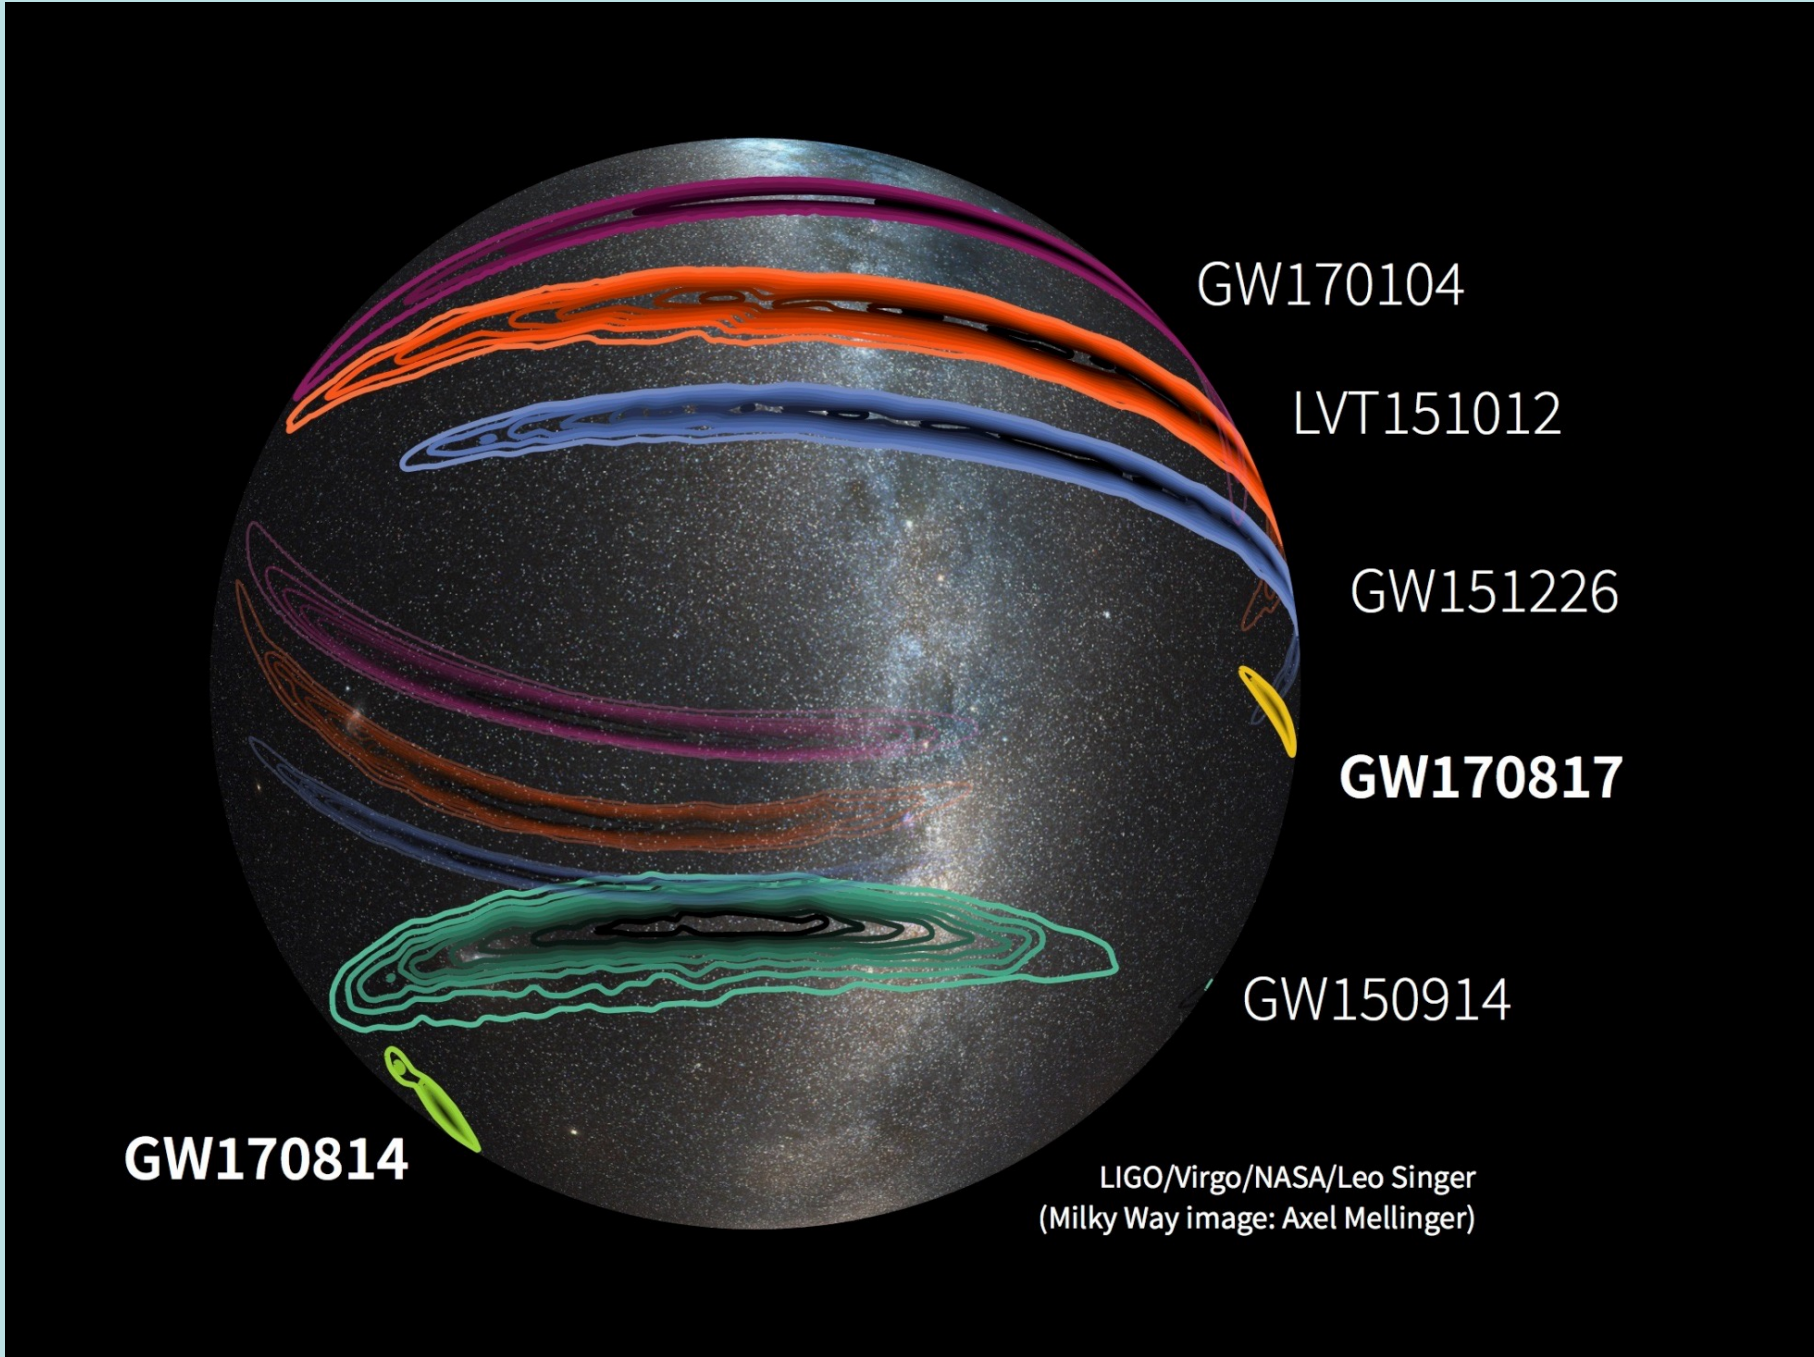 GW170104
LVT151012
GW151226
GW170817
GW150914
GW170814
LIGO/Virgo/NASA/Leo Singer
(Milky Way image: Axel Mellinger)